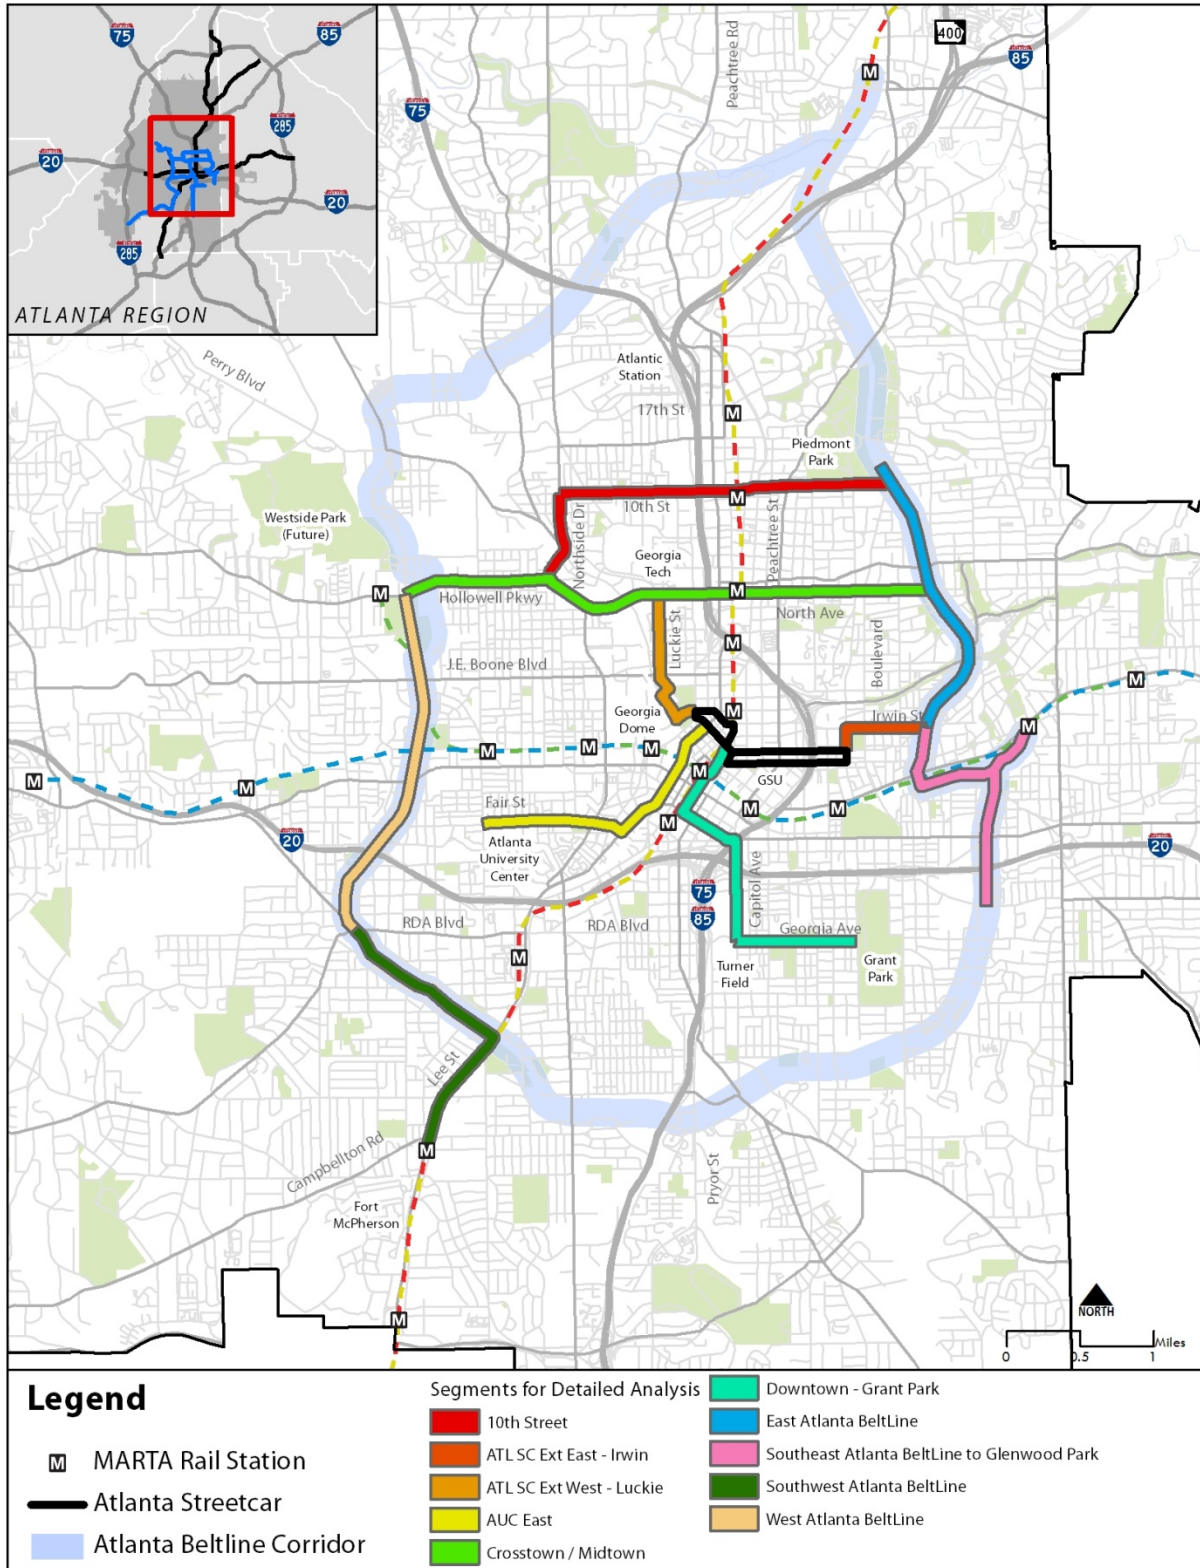 75
85
285
20
20
285
ATLANTA REGION
400
85
75
Peachtree Rd
M
Perry Blvd
Atlantic
Station
17th St
M
Piedmont
Park
Westside Park
(Future)
10th St
M
Northside Dr
Peachtree St
Georgia
Tech
M
Hollowell Pkwy
M
North Ave
Luckie St
M
Boulevard
J.E. Boone Blvd
M
Georgia
Dome
M
Irwin St
M
M
M
M
M
M
M
GSU
M
M
Fair St
M
Atlanta
University
Center
20
20
75
85
Capitol Ave
RDA Blvd
RDA Blvd
Georgia Ave
M
Turner
Field
Grant
Park
Lee St
Campbellton Rd
M
Pryor St
Fort
McPherson
M
NORTH
0
0.5
1
Miles
Legend
M MARTA Rail Station
Atlanta Streetcar
Atlanta Beltline Corridor
Segments for Detailed Analysis
10th Street
ATL SC Ext East - Irwin
ATL SC Ext West - Luckie
AUC East
Crosstown / Midtown
Downtown - Grant Park
East Atlanta BeltLine
Southeast Atlanta BeltLine to Glenwood Park
Southwest Atlanta BeltLine
West Atlanta BeltLine